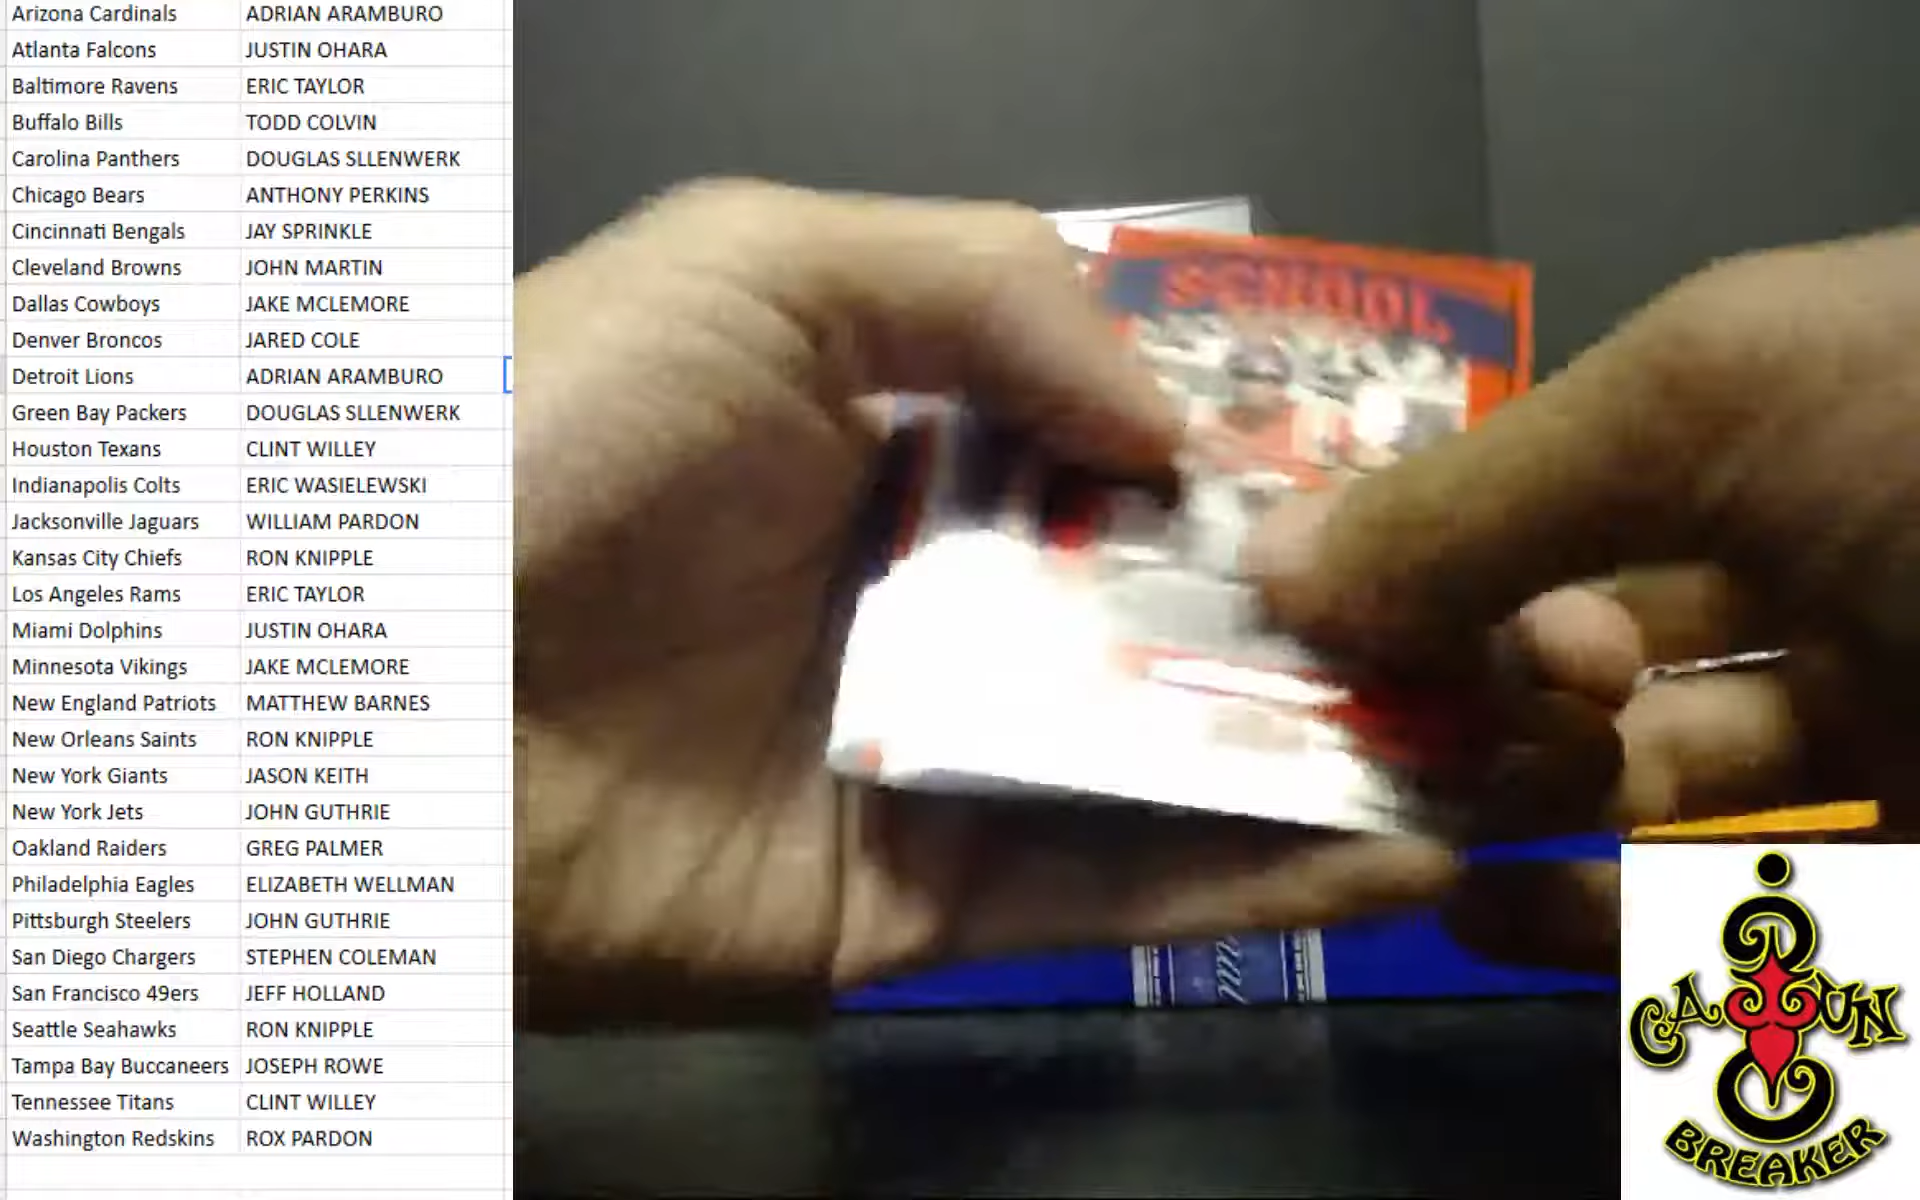 Arizona Cardinals ADRIAN ARAMBURO
Atlanta Falcons JUSTIN OHARA
Baltimore Ravens ERIC TAYLOR
Buffalo Bills TODD COLVIN
Carolina Panthers DOUGLAS SLLENWERK
Chicago Bears ANTHONY PERKINS
Cincinnati Bengals JAY SPRINKLE
Cleveland Browns JOHN MARTIN
Dallas Cowboys JAKE MCLEMORE
Denver Broncos JARED COLE
Detroit Lions ADRIAN ARAMBURO
Green Bay Packers DOUGLAS SLLENWERK
Houston Texans CLINT WILLEY
Indianapolis Colts ERIC WASIELEWSKI
Jacksonville Jaguars WILLIAM PARDON
Kansas City Chiefs RON KNIPPLE
Los Angeles Rams ERIC TAYLOR
Miami Dolphins JUSTIN OHARA
Minnesota Vikings JAKE MCLEMORE
New England Patriots MATTHEW BARNES
New Orleans Saints RON KNIPPLE
New York Giants JASON KEITH
New York Jets JOHN GUTHRIE
Oakland Raiders GREG PALMER
Philadelphia Eagles ELIZABETH WELLMAN
Pittsburgh Steelers JOHN GUTHRIE
San Diego Chargers STEPHEN COLEMAN
San Francisco 49ers JEFF HOLLAND
Seattle Seahawks RON KNIPPLE
Tampa Bay Buccaneers JOSEPH ROWE
Tennessee Titans CLINT WILLEY
Washington Redskins ROX PARDON
SCHOOL
CAJUN
BREAKER